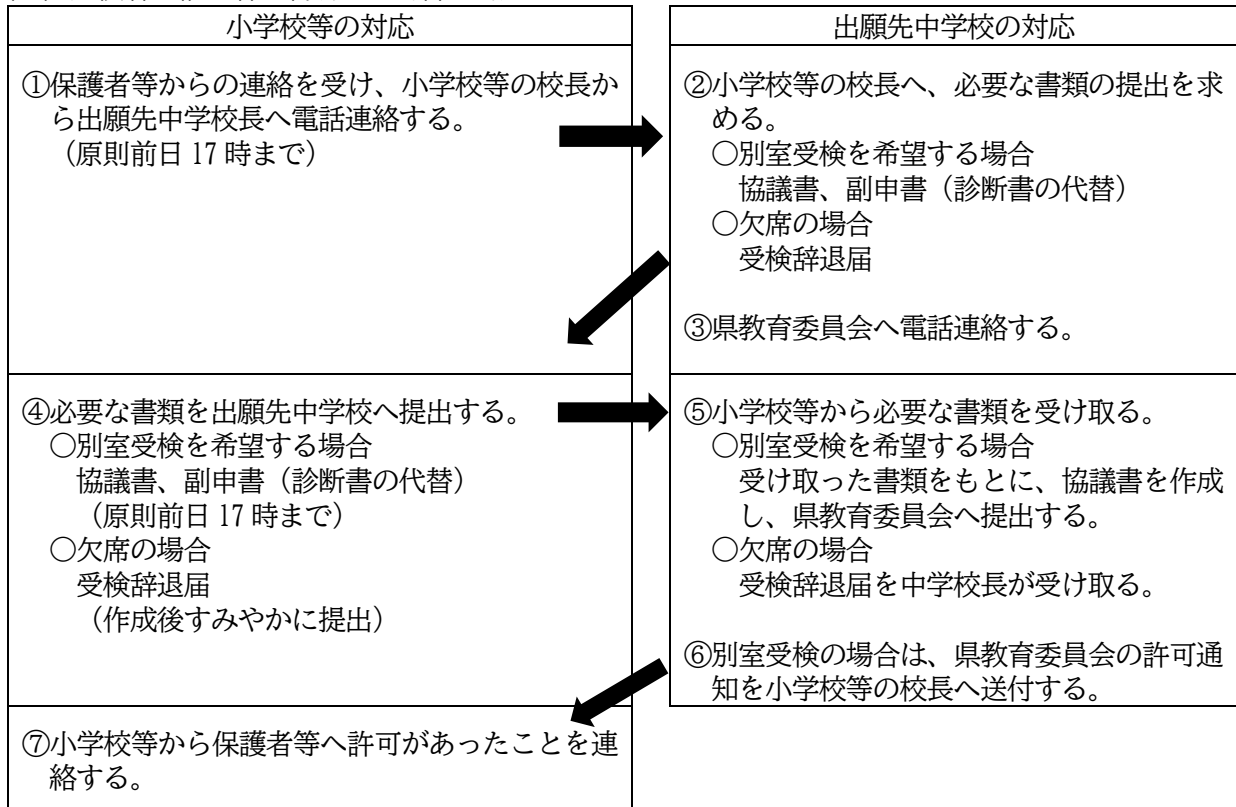 小学校等の対応
出願先中学校の対応
①保護者等からの連絡を受け、小学校等の校長か
ら出願先中学校長へ電話連絡する。
（原則前日 17 時まで）
②小学校等の校長へ、必要な書類の提出を求
める。
○別室受検を希望する場合
協議書、副申書（診断書の代替）
○欠席の場合
受検辞退届
③県教育委員会へ電話連絡する。
④必要な書類を出願先中学校へ提出する。
○別室受検を希望する場合
協議書、副申書（診断書の代替）
（原則前日 17 時まで）
○欠席の場合
受検辞退届
（作成後すみやかに提出）
⑤小学校等から必要な書類を受け取る。
○別室受検を希望する場合
受け取った書類をもとに、協議書を作成
し、県教育委員会へ提出する。
○欠席の場合
受検辞退届を中学校長が受け取る。
⑥別室受検の場合は、県教育委員会の許可通
知を小学校等の校長へ送付する。
⑦小学校等から保護者等へ許可があったことを連
絡する。